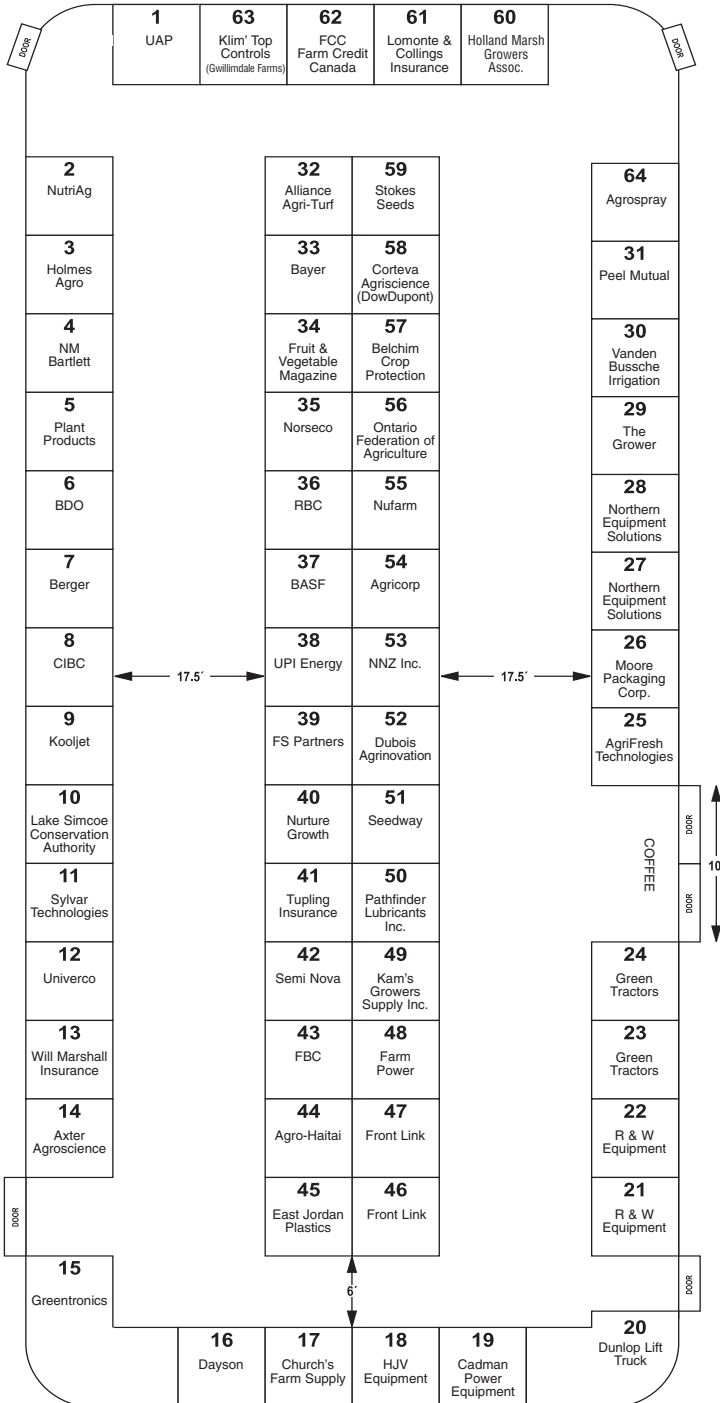 DOOR
1
UAP
63
Klim’ Top
Controls
(Gwillimdale Farms)
62
FCC
Farm Credit
Canada
61
Lomonte &
Collings
Insurance
60
Holland Marsh
Growers
Assoc.
DOOR
2
NutriAg
3
Holmes
Agro
4
NM
Bartlett
5
Plant
Products
6
BDO
7
Berger
8
CIBC
9
Kooljet
10
Lake Simcoe
Conservation
Authority
11
Sylvar
Technologies
12
Univerco
13
Will Marshall
Insurance
14
Axter
Agroscience
DOOR
15
Greentronics
17.5´
32
Alliance
Agri-Turf
33
Bayer
34
Fruit &
Vegetable
Magazine
35
Norseco
36
RBC
37
BASF
38
UPI Energy
39
FS Partners
40
Nurture
Growth
41
Tupling
Insurance
42
Semi Nova
43
FBC
44
Agro-Haitai
45
East Jordan
Plastics
59
Stokes
Seeds
58
Corteva
Agriscience
(DowDupont)
57
Belchim
Crop
Protection
56
Ontario
Federation of
Agriculture
55
Nufarm
54
Agricorp
53
NNZ Inc.
52
Dubois
Agrinovation
51
Seedway
50
Pathfinder
Lubricants
Inc.
49
Kam's
Growers
Supply Inc.
48
Farm
Power
47
Front Link
46
Front Link
6´
17.5´
64
Agrospray
31
Peel Mutual
30
Vanden
Bussche
Irrigation
29
The
Grower
28
Northern
Equipment
Solutions
27
Northern
Equipment
Solutions
26
Moore
Packaging
Corp.
25
AgriFresh
Technologies
COFFEE
DOOR
DOOR
10
24
Green
Tractors
23
Green
Tractors
22
R & W
Equipment
21
R & W
Equipment
DOOR
20
Dunlop Lift
Truck
16
Dayson
17
Church's
Farm Supply
18
HJV
Equipment
19
Cadman
Power
Equipment